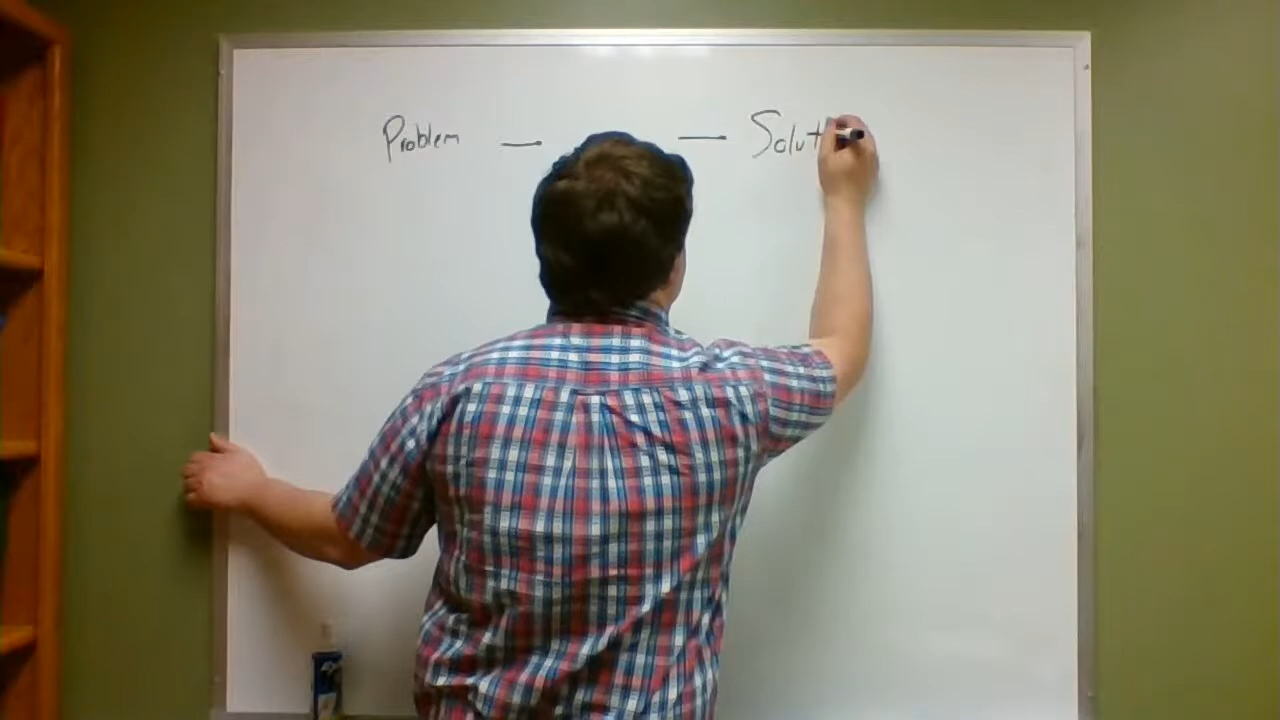 Problem — — Solut